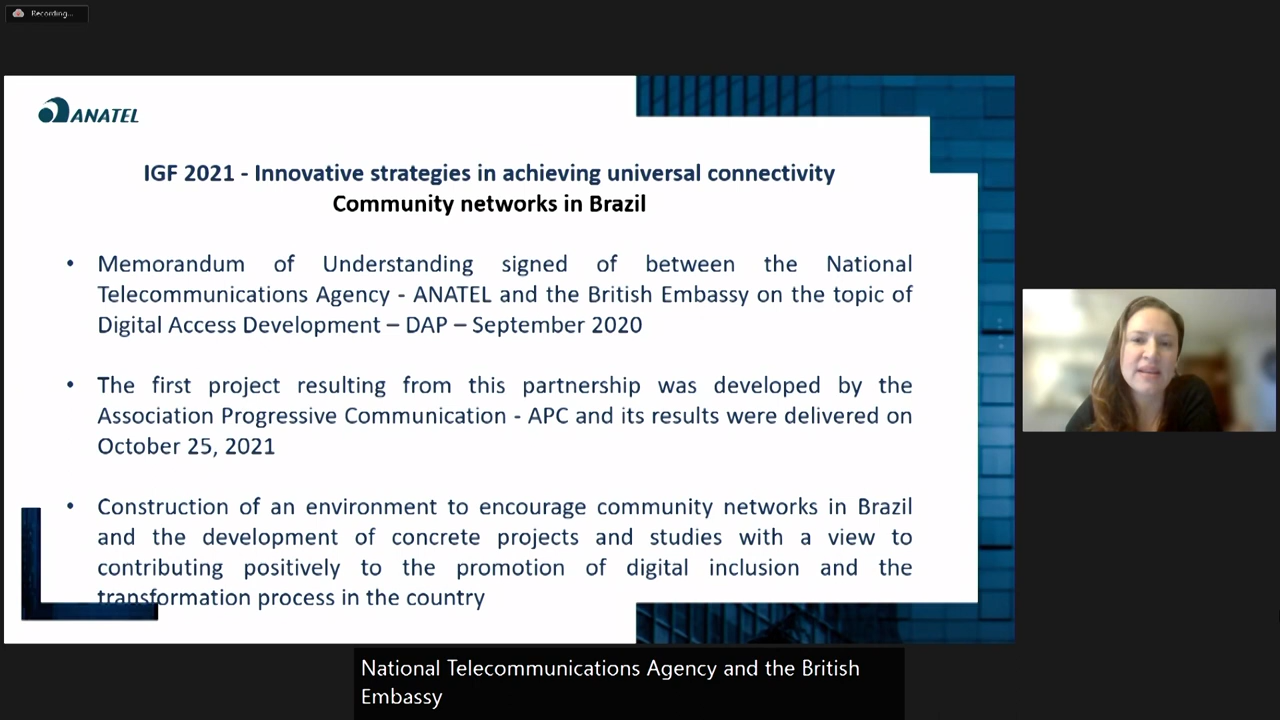 Recording...
ANATEL
IGF 2021 - Innovative strategies in achieving universal connectivity
Community networks in Brazil
• Memorandum of Understanding signed of between the National
Telecommunications Agency - ANATEL and the British Embassy on the topic of
Digital Access Development – DAP – September 2020
• The first project resulting from this partnership was developed by the
Association Progressive Communication - APC and its results were delivered on
October 25, 2021
• Construction of an environment to encourage community networks in Brazil
and the development of concrete projects and studies with a view to
contributing positively to the promotion of digital inclusion and the
transformation process in the country
National Telecommunications Agency and the British
Embassy